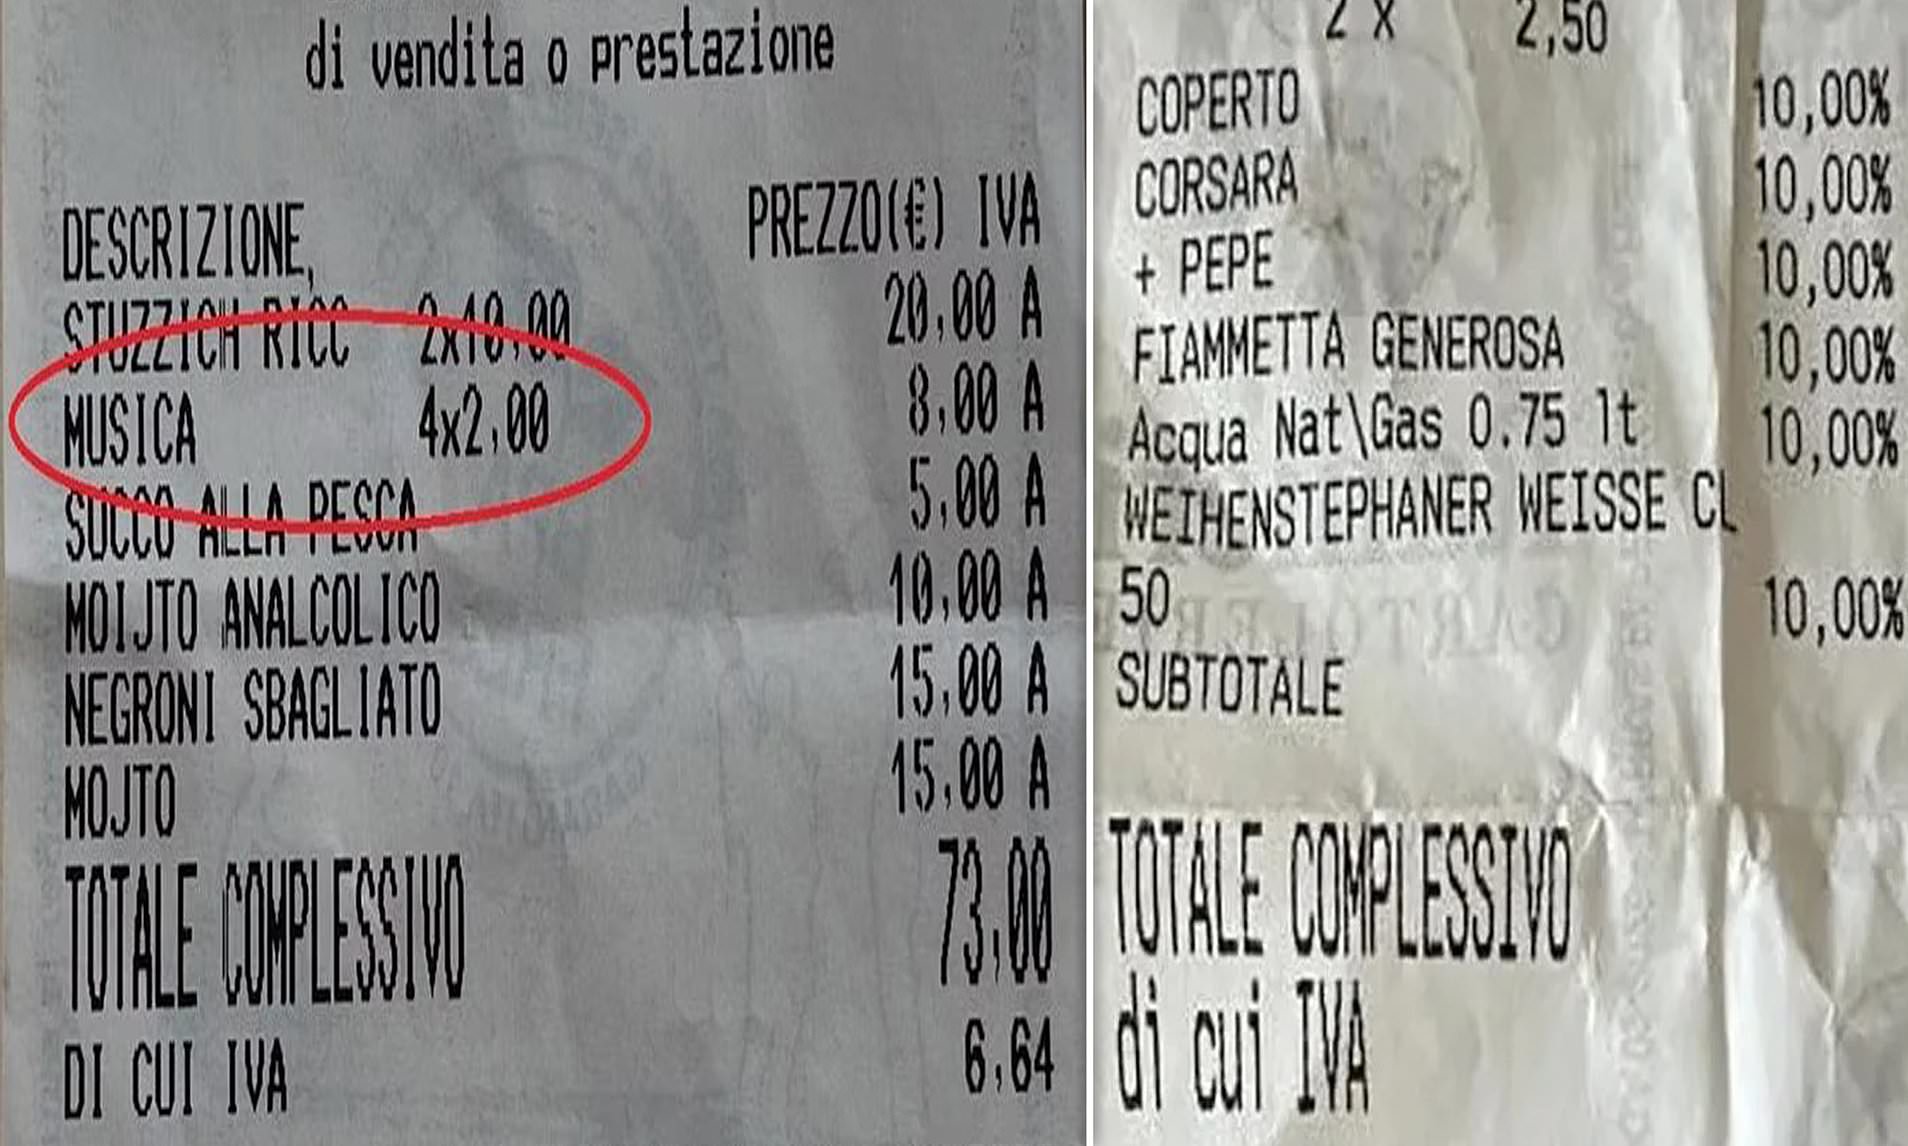 di vendita o prestazione
DESCRIZIONE, PREZZO(€) IVA
STUZZICH RICC 2x10,00 20,00 A
MUSICA 4x2,00 8,00 A
SUCCO ALLA PESCA 5,00 A
MOIJTO ANALCOLICO 10,00 A
NEGRONI SBAGLIATO 15,00 A
MOJTO 15,00 A
TOTALE COMPLESSIVO 73,00
DI CUI IVA 6,64
2 X 2,50
COPERTO 10,00%
CORSARA 10,00%
+ PEPE 10,00%
FIAMMETTA GENEROSA 10,00%
Acqua Nat\Gas 0.75 lt 10,00%
WEIHENSTEPHANER WEISSE CL
50 10,00%
SUBTOTALE
TOTALE COMPLESSIVO
di cui IVA